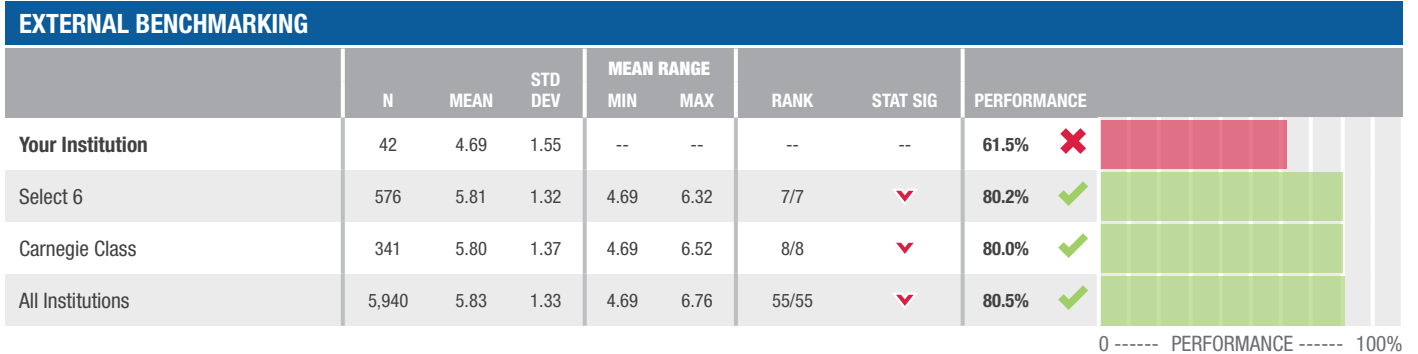 EXTERNAL BENCHMARKING
N MEAN STD DEV MEAN RANGE MIN MAX RANK STAT SIG PERFORMANCE
Your Institution 42 4.69 1.55 -- -- -- -- 61.5%
Select 6 576 5.81 1.32 4.69 6.32 7/7 80.2%
Carnegie Class 341 5.80 1.37 4.69 6.52 8/8 80.0%
All Institutions 5,940 5.83 1.33 4.69 6.76 55/55 80.5%
0 ------ PERFORMANCE ------ 100%